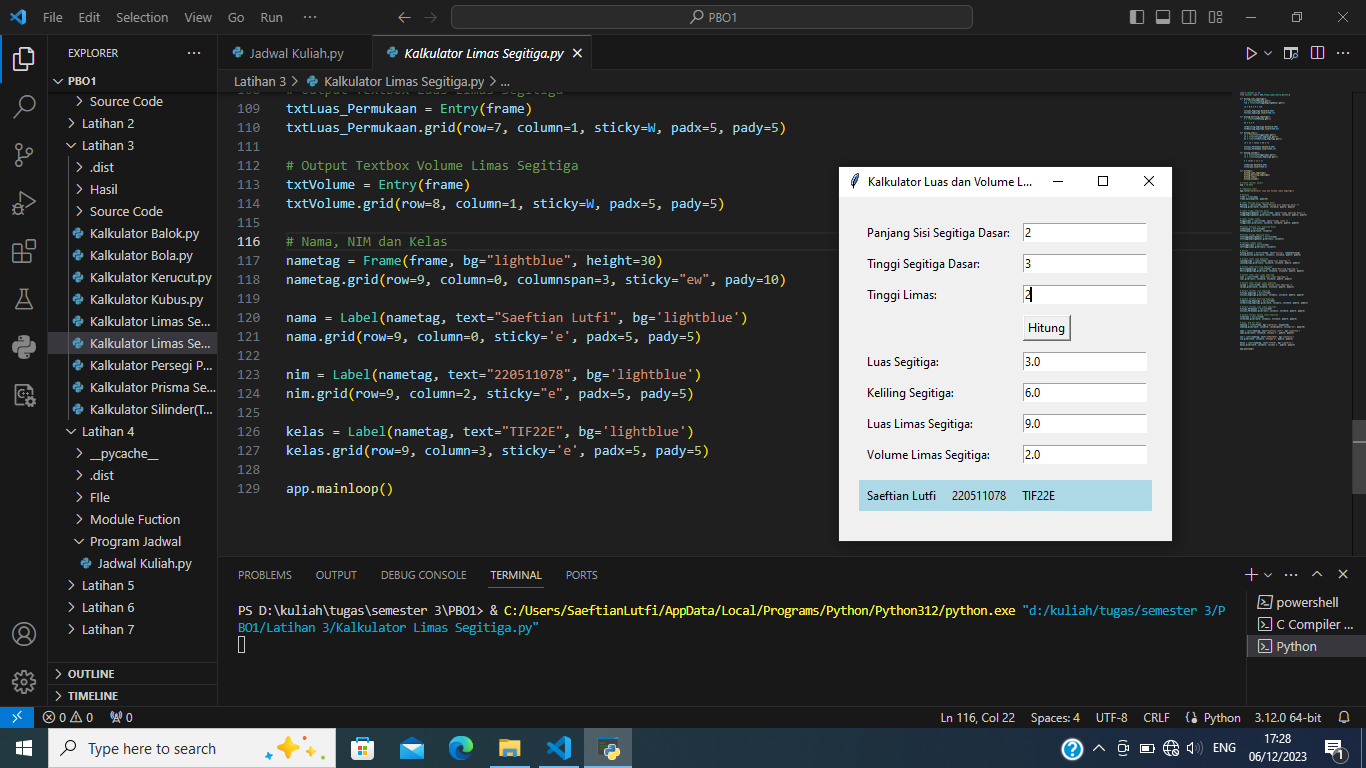 File Edit Selection View Go Run ··· PBO1
EXPLORER ···
PBO1
Source Code
Latihan 2
Latihan 3
.dist
Hasil
Source Code
Kalkulator Balok.py
Kalkulator Bola.py
Kalkulator Kerucut.py
Kalkulator Kubus.py
Kalkulator Limas Se...
Kalkulator Limas Se...
Kalkulator Persegi P...
Kalkulator Prisma Se...
Kalkulator Silinder(T...
Latihan 4
__pycache__
.dist
FIle
Module Fuction
Program Jadwal
Jadwal Kuliah.py
Latihan 5
Latihan 6
Latihan 7
OUTLINE
TIMELINE
Jadwal Kuliah.py Kalkulator Limas Segitiga.py
Latihan 3 > Kalkulator Limas Segitiga.py > ...
108 # Output Textbox Luas Limas Segitiga
109 txtLuas_Permukaan = Entry(frame)
110 txtLuas_Permukaan.grid(row=7, column=1, sticky=W, padx=5, pady=5)
111
112 # Output Textbox Volume Limas Segitiga
113 txtVolume = Entry(frame)
114 txtVolume.grid(row=8, column=1, sticky=W, padx=5, pady=5)
115
116 # Nama, NIM dan Kelas
117 nametag = Frame(frame, bg="lightblue", height=30)
118 nametag.grid(row=9, column=0, columnspan=3, sticky="ew", pady=10)
119
120 nama = Label(nametag, text="Saeftian Lutfi", bg='lightblue')
121 nama.grid(row=9, column=0, sticky='e', padx=5, pady=5)
122
123 nim = Label(nametag, text="220511078", bg='lightblue')
124 nim.grid(row=9, column=2, sticky="e", padx=5, pady=5)
125
126 kelas = Label(nametag, text="TIF22E", bg='lightblue')
127 kelas.grid(row=9, column=3, sticky='e', padx=5, pady=5)
128
129 app.mainloop()
Kalkulator Luas dan Volume L...
Panjang Sisi Segitiga Dasar: 2
Tinggi Segitiga Dasar: 3
Tinggi Limas: 2
Hitung
Luas Segitiga: 3.0
Keliling Segitiga: 6.0
Luas Limas Segitiga: 9.0
Volume Limas Segitiga: 2.0
Saeftian Lutfi 220511078 TIF22E
PROBLEMS OUTPUT DEBUG CONSOLE TERMINAL PORTS
PS D:\kuliah\tugas\semester 3\PBO1> & C:/Users/SaeftianLutfi/AppData/Local/Programs/Python/Python312/python.exe "d:/kuliah/tugas/semester 3/P
BO1/Latihan 3/Kalkulator Limas Segitiga.py"
powershell
C Compiler ...
Python
0 0 0 Ln 116, Col 22 Spaces: 4 UTF-8 CRLF Python 3.12.0 64-bit
Type here to search
ENG
17:28
06/12/2023
1